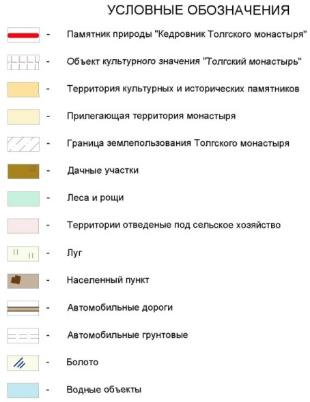 УСЛОВНЫЕ ОБОЗНАЧЕНИЯ
- Памятник природы "Кедровник Толгского монастыря"
- Объект культурного значения "Толгский монастырь"
- Территория культурных и исторических памятников
- Прилегающая территория монастыря
- Граница землепользования Толгского монастыря
- Дачные участки
- Леса и рощи
- Территории отведеные под сельское хозяйство
- Луг
- Населенный пункт
- Автомобильные дороги
- Автомобильные грунтовые
- Болото
- Водные объекты